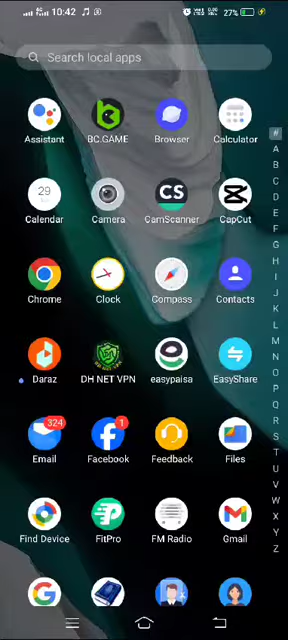 4G 10:42 27%
Search local apps
Assistant BC.GAME Browser Calculator
29
Calendar Camera CamScanner CapCut
CS
Chrome Clock Compass Contacts
Daraz DH NET VPN easypaisa EasyShare
324 1
Email Facebook Feedback Files
Find Device FitPro FM Radio Gmail
#
A
B
C
D
E
F
G
H
I
J
K
L
M
N
O
P
Q
R
S
T
U
V
W
X
Y
Z